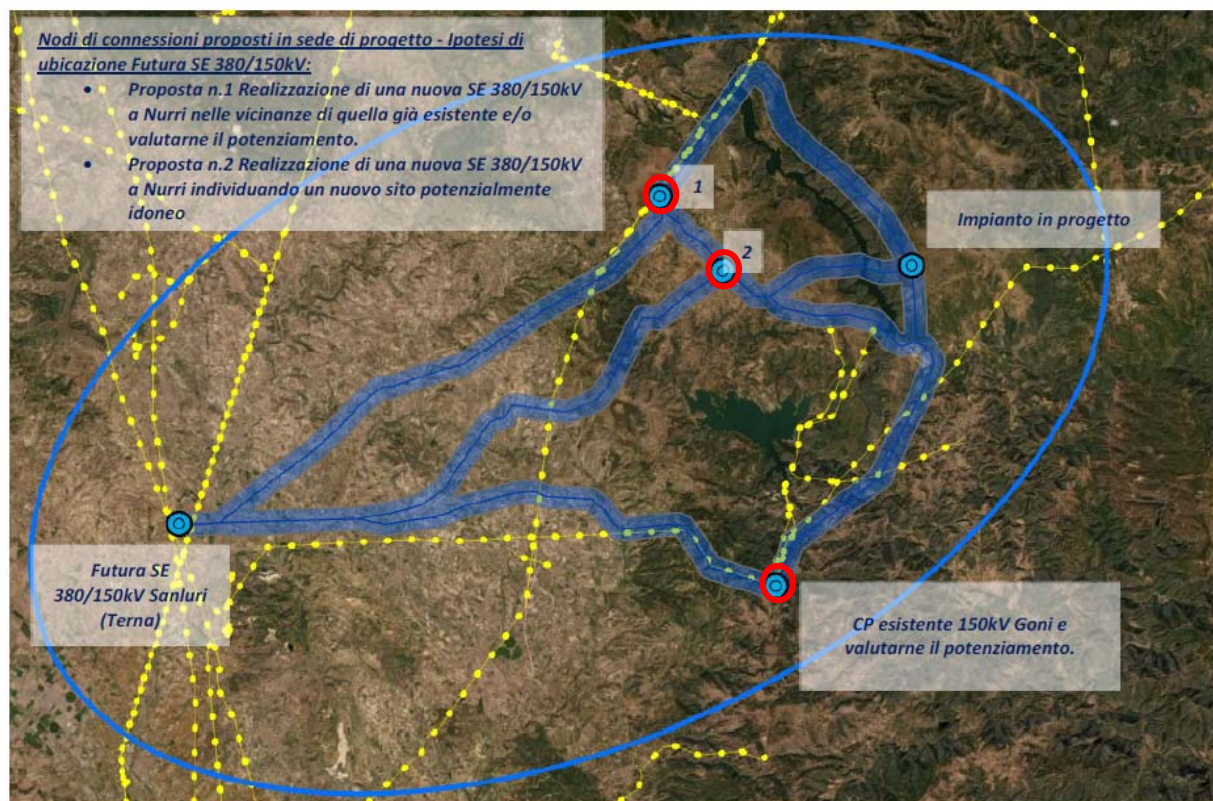 Nodi di connessioni proposti in sede di progetto - Ipotesi di
ubicazione Futura SE 380/150kV:
• Proposta n.1 Realizzazione di una nuova SE 380/150kV
a Nurri nelle vicinanze di quella già esistente e/o
valutarne il potenziamento.
• Proposta n.2 Realizzazione di una nuova SE 380/150kV
a Nurri individuando un nuovo sito potenzialmente
idoneo
1
2
Impianto in progetto
Futura SE
380/150kV Sanluri
(Terna)
CP esistente 150kV Goni e
valutarne il potenziamento.